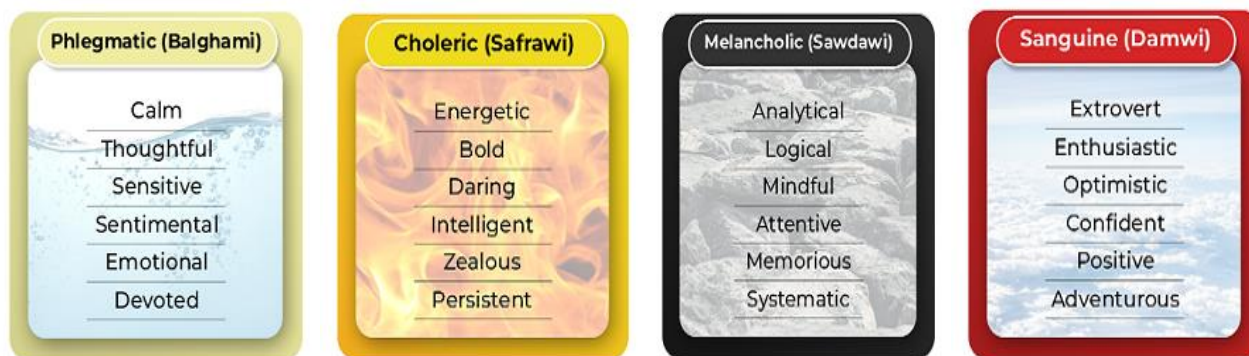 Phlegmatic (Balghami)
Calm
Thoughtful
Sensitive
Sentimental
Emotional
Devoted
Choleric (Safrawi)
Energetic
Bold
Daring
Intelligent
Zealous
Persistent
Melancholic (Sawdawi)
Analytical
Logical
Mindful
Attentive
Memorious
Systematic
Sanguine (Damwi)
Extrovert
Enthusiastic
Optimistic
Confident
Positive
Adventurous